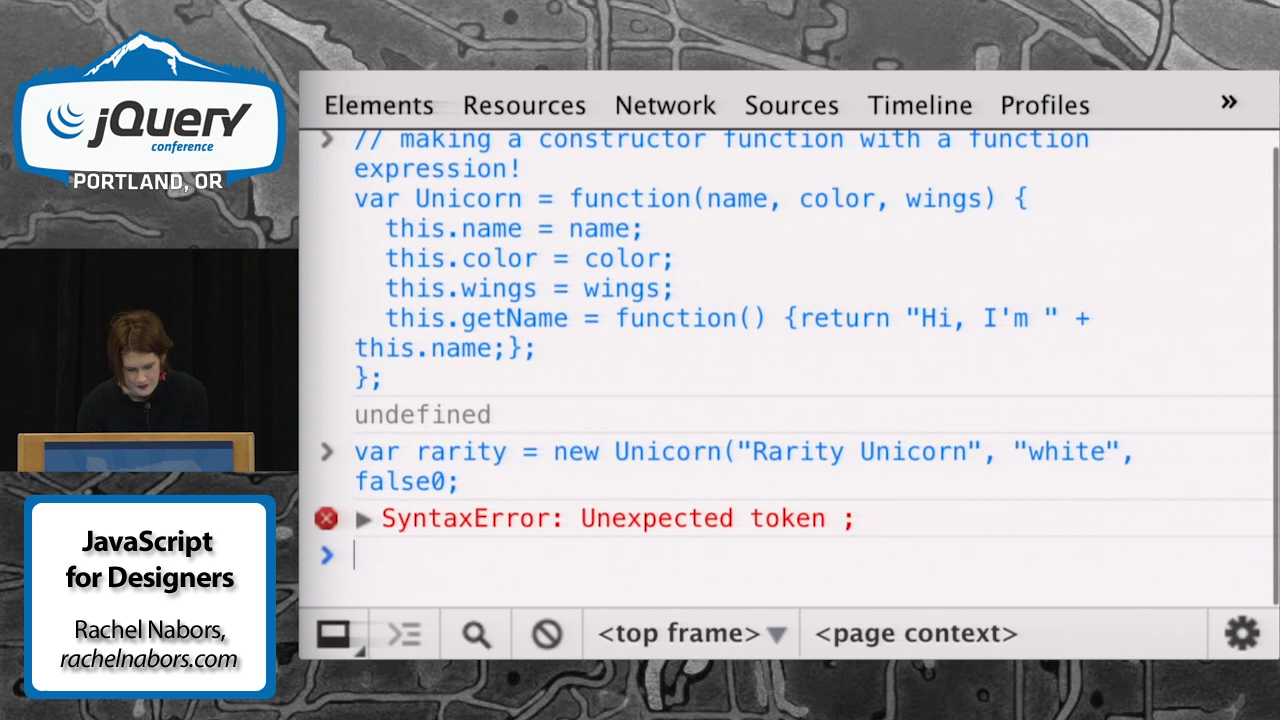 jQuery
conference
PORTLAND, OR
JavaScript
for Designers
Rachel Nabors,
rachelnabors.com
Elements Resources Network Sources Timeline Profiles »
> // making a constructor function with a function
expression!
var Unicorn = function(name, color, wings) {
  this.name = name;
  this.color = color;
  this.wings = wings;
  this.getName = function() {return "Hi, I'm " +
this.name;};
};
undefined
> var rarity = new Unicorn("Rarity Unicorn", "white",
false0;
SyntaxError: Unexpected token ;
>
<top frame> <page context>